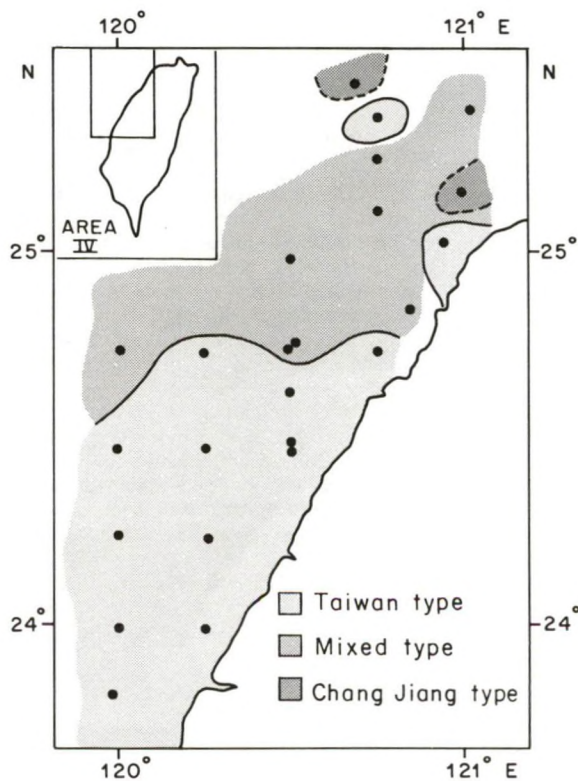 120° 121° E
N N
AREA
IV
25° 25°
Taiwan type
24° 24°
Mixed type
Chang Jiang type
120° 121° E